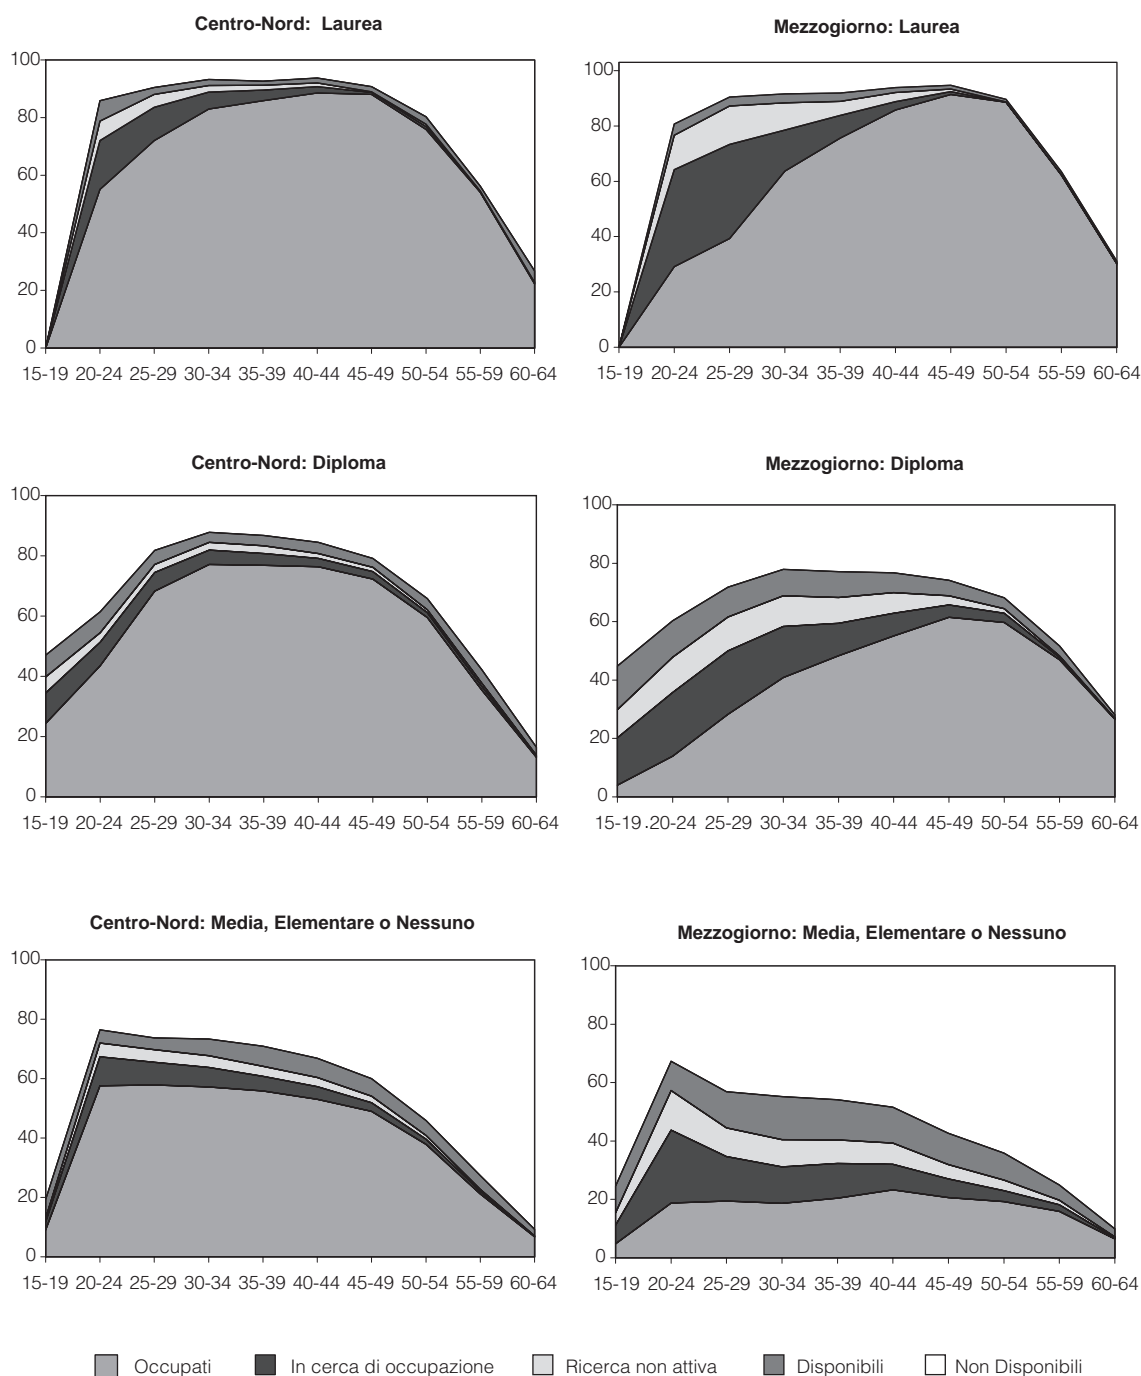 Centro-Nord: Laurea
100
80
60
40
20
0
15-19 20-24 25-29 30-34 35-39 40-44 45-49 50-54 55-59 60-64
Mezzogiorno: Laurea
100
80
60
40
20
0
15-19 20-24 25-29 30-34 35-39 40-44 45-49 50-54 55-59 60-64
Centro-Nord: Diploma
100
80
60
40
20
0
15-19 20-24 25-29 30-34 35-39 40-44 45-49 50-54 55-59 60-64
Mezzogiorno: Diploma
100
80
60
40
20
0
15-19 .20-24 25-29 30-34 35-39 40-44 45-49 50-54 55-59 60-64
Centro-Nord: Media, Elementare o Nessuno
100
80
60
40
20
0
15-19 20-24 25-29 30-34 35-39 40-44 45-49 50-54 55-59 60-64
Mezzogiorno: Media, Elementare o Nessuno
100
80
60
40
20
0
15-19 20-24 25-29 30-34 35-39 40-44 45-49 50-54 55-59 60-64
Occupati In cerca di occupazione Ricerca non attiva Disponibili Non Disponibili